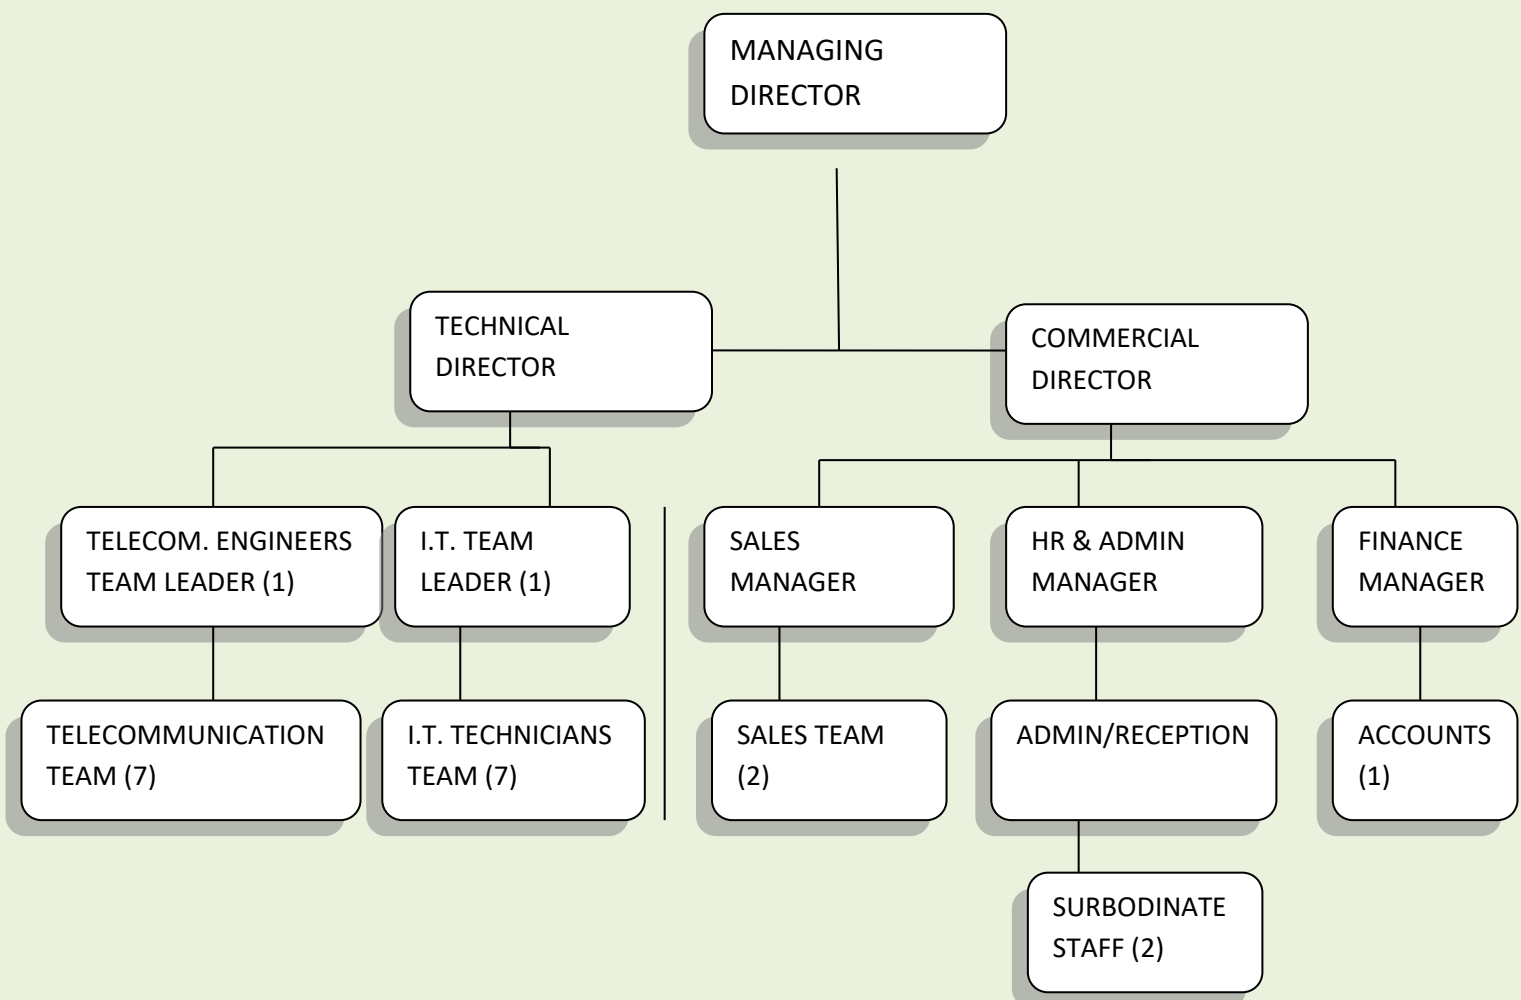 MANAGING
DIRECTOR
TECHNICAL
DIRECTOR
COMMERCIAL
DIRECTOR
TELECOM. ENGINEERS
TEAM LEADER (1)
I.T. TEAM
LEADER (1)
SALES
MANAGER
HR & ADMIN
MANAGER
FINANCE
MANAGER
TELECOMMUNICATION
TEAM (7)
I.T. TECHNICIANS
TEAM (7)
SALES TEAM
(2)
ADMIN/RECEPTION
ACCOUNTS
(1)
SURBODINATE
STAFF (2)